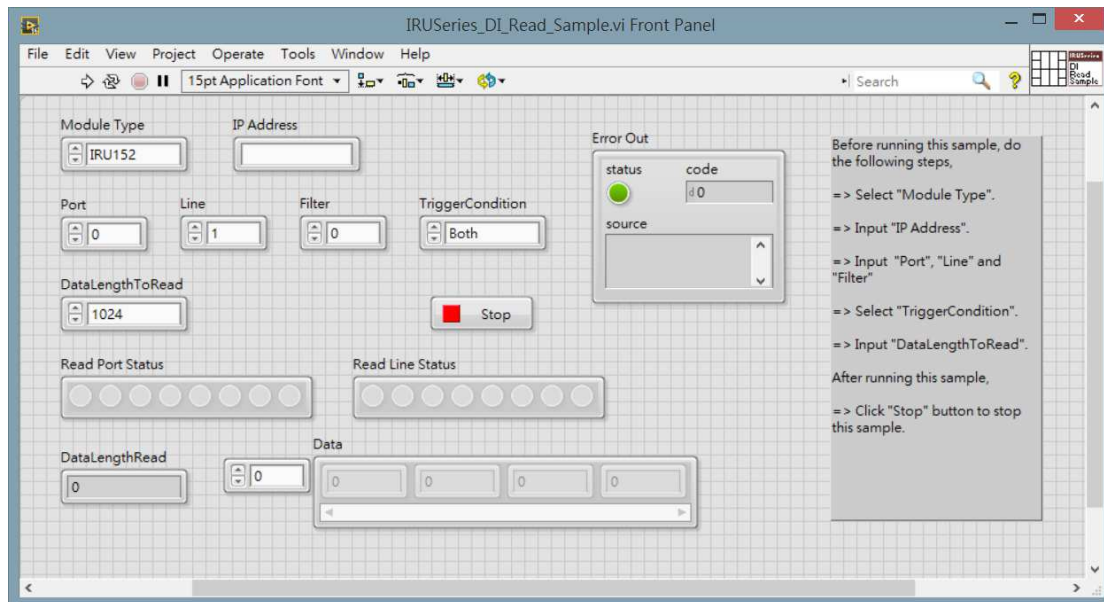 IRUSeries_DI_Read_Sample.vi Front Panel
File Edit View Project Operate Tools Window Help
15pt Application Font
Search
IRUSeries
DI
Read
Sample
Module Type
IRU152
IP Address
Port
0
Line
1
Filter
0
TriggerCondition
Both
DataLengthToRead
1024
Stop
Error Out
status
code
d 0
source
Read Port Status
Read Line Status
DataLengthRead
0
0
Data
0 0 0 0
Before running this sample, do
the following steps,
=> Select "Module Type".
=> Input "IP Address".
=> Input "Port", "Line" and
"Filter"
=> Select "TriggerCondition".
=> Input "DataLengthToRead".
After running this sample,
=> Click "Stop" button to stop
this sample.